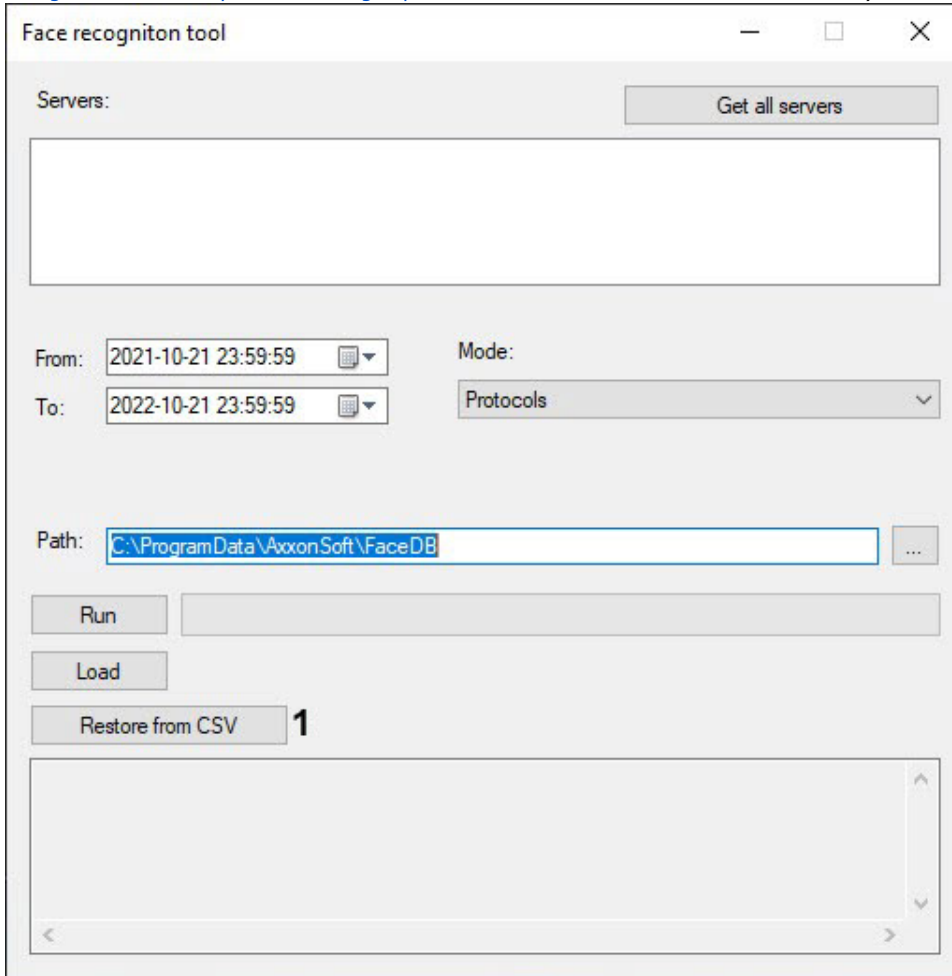 Face recogniton tool
Servers:
Get all servers
From: 2021-10-21 23:59:59
Mode:
To: 2022-10-21 23:59:59
Protocols
Path: C:\ProgramData\AxxonSoft\FaceDB ...
Run
Load
Restore from CSV 1